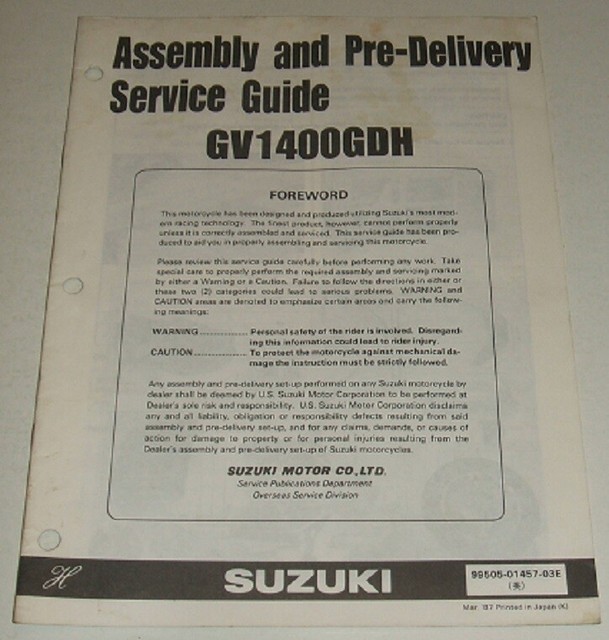 Assembly and Pre-Delivery
Service Guide
GV1400GDH
FOREWORD
This motorcycle has been designed and produced utilizing Suzuki's most mod-
ern racing technology. The finest product, however, cannot perform properly
unless it is correctly assembled and serviced. This service guide has been pro-
duced to aid you in properly assembling and servicing this motorcycle.
Please review this service guide carefully before performing any work. Take
special care to properly perform the required assembly and servicing marked
by either a Warning or a Caution. Failure to follow the directions in either or
these two (2) categories could lead to serious problems. WARNING and
CAUTION areas are denoted to emphasize certain areas and carry the follow-
ing meanings:
WARNING .................. Personal safety of the rider is involved. Disregard-
ing this information could lead to rider injury.
CAUTION .................. To protect the motorcycle against mechanical da-
mage the instruction must be strictly followed.
Any assembly and pre-delivery set-up performed on any Suzuki motorcycle by
dealer shall be deemed by U.S. Suzuki Motor Corporation to be performed at
Dealer's sole risk and responsibility. U.S. Suzuki Motor Corporation disclaims
any and all liability, obligation or responsibility defects resulting from said
assembly and pre-delivery set-up, and for any claims, demands, or causes of
action for damage to property or for personal injuries resulting from the
Dealer's assembly and pre-delivery set-up of Suzuki motorcycles.
SUZUKI MOTOR CO.,LTD.
Service Publications Department
Overseas Service Division
H SUZUKI 99505-01457-03E
(英)
Mar. '87 Printed in Japan (K)